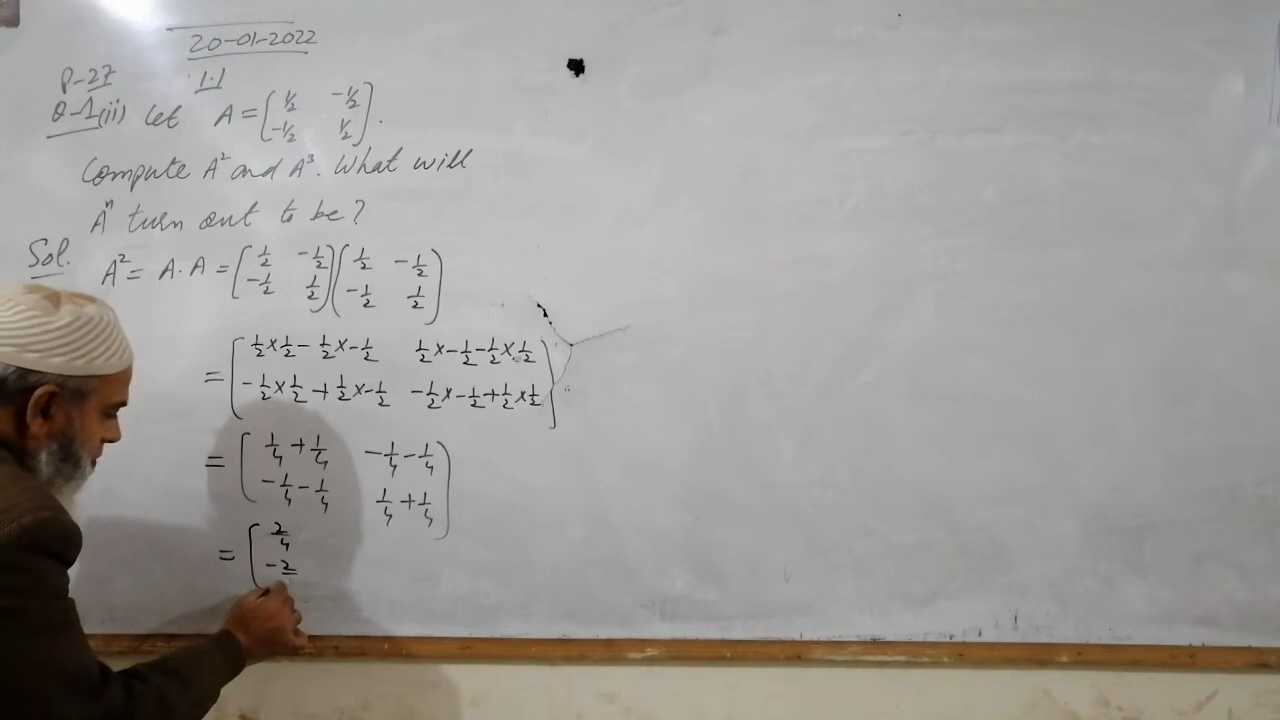 20-01-2022
P-27 1.1
Q-1(ii) Let A = [1/2 -1/2
-1/2 1/2].
Compute A² and A³. What will
Aⁿ turn out to be?
Sol. A² = A·A = [1/2 -1/2 ][1/2 -1/2
-1/2 1/2][-1/2 1/2]
= [1/2×1/2-1/2×-1/2 1/2×-1/2-1/2×1/2
-1/2×1/2+1/2×-1/2 -1/2×-1/2+1/2×1/2]
= [1/4+1/4 -1/4-1/4
-1/4-1/4 1/4+1/4]
= [2/4
-2